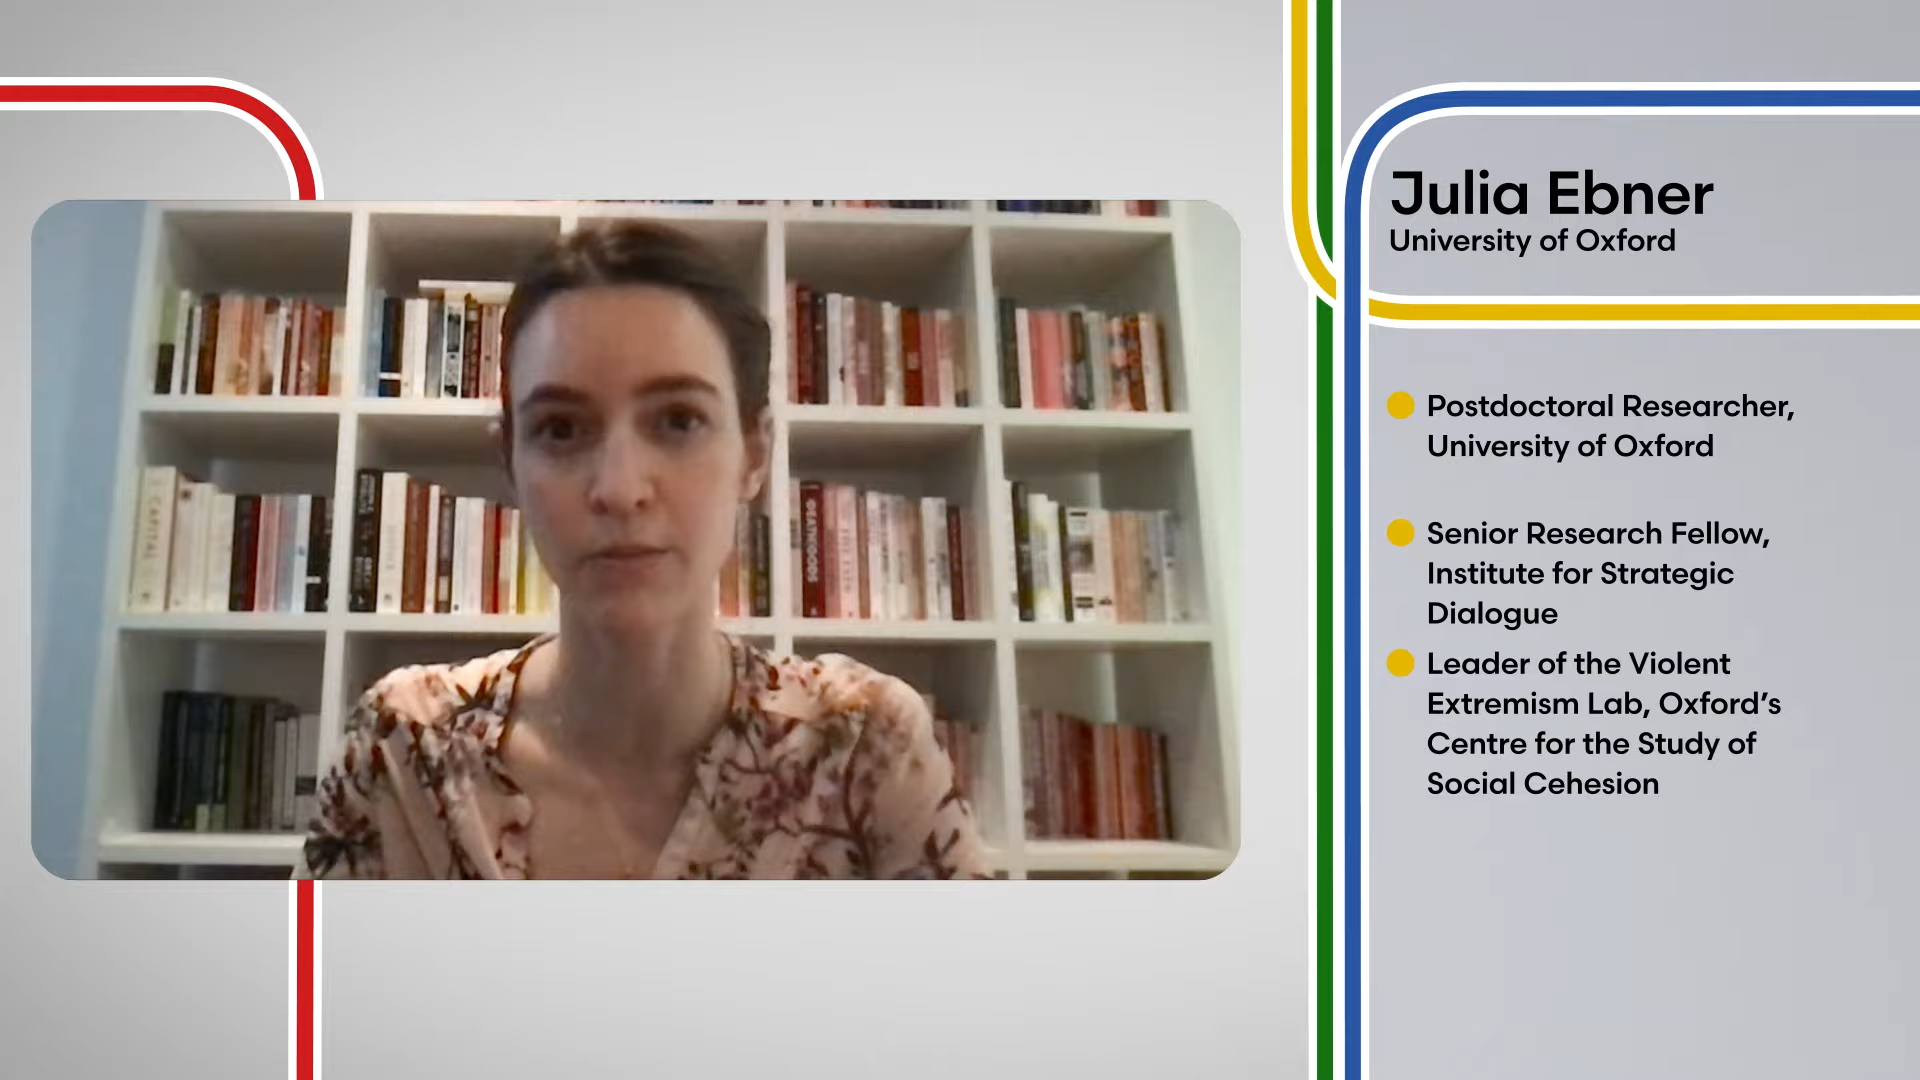 Julia Ebner
University of Oxford
Postdoctoral Researcher,
University of Oxford
Senior Research Fellow,
Institute for Strategic
Dialogue
Leader of the Violent
Extremism Lab, Oxford’s
Centre for the Study of
Social Cehesion
CAPITAL